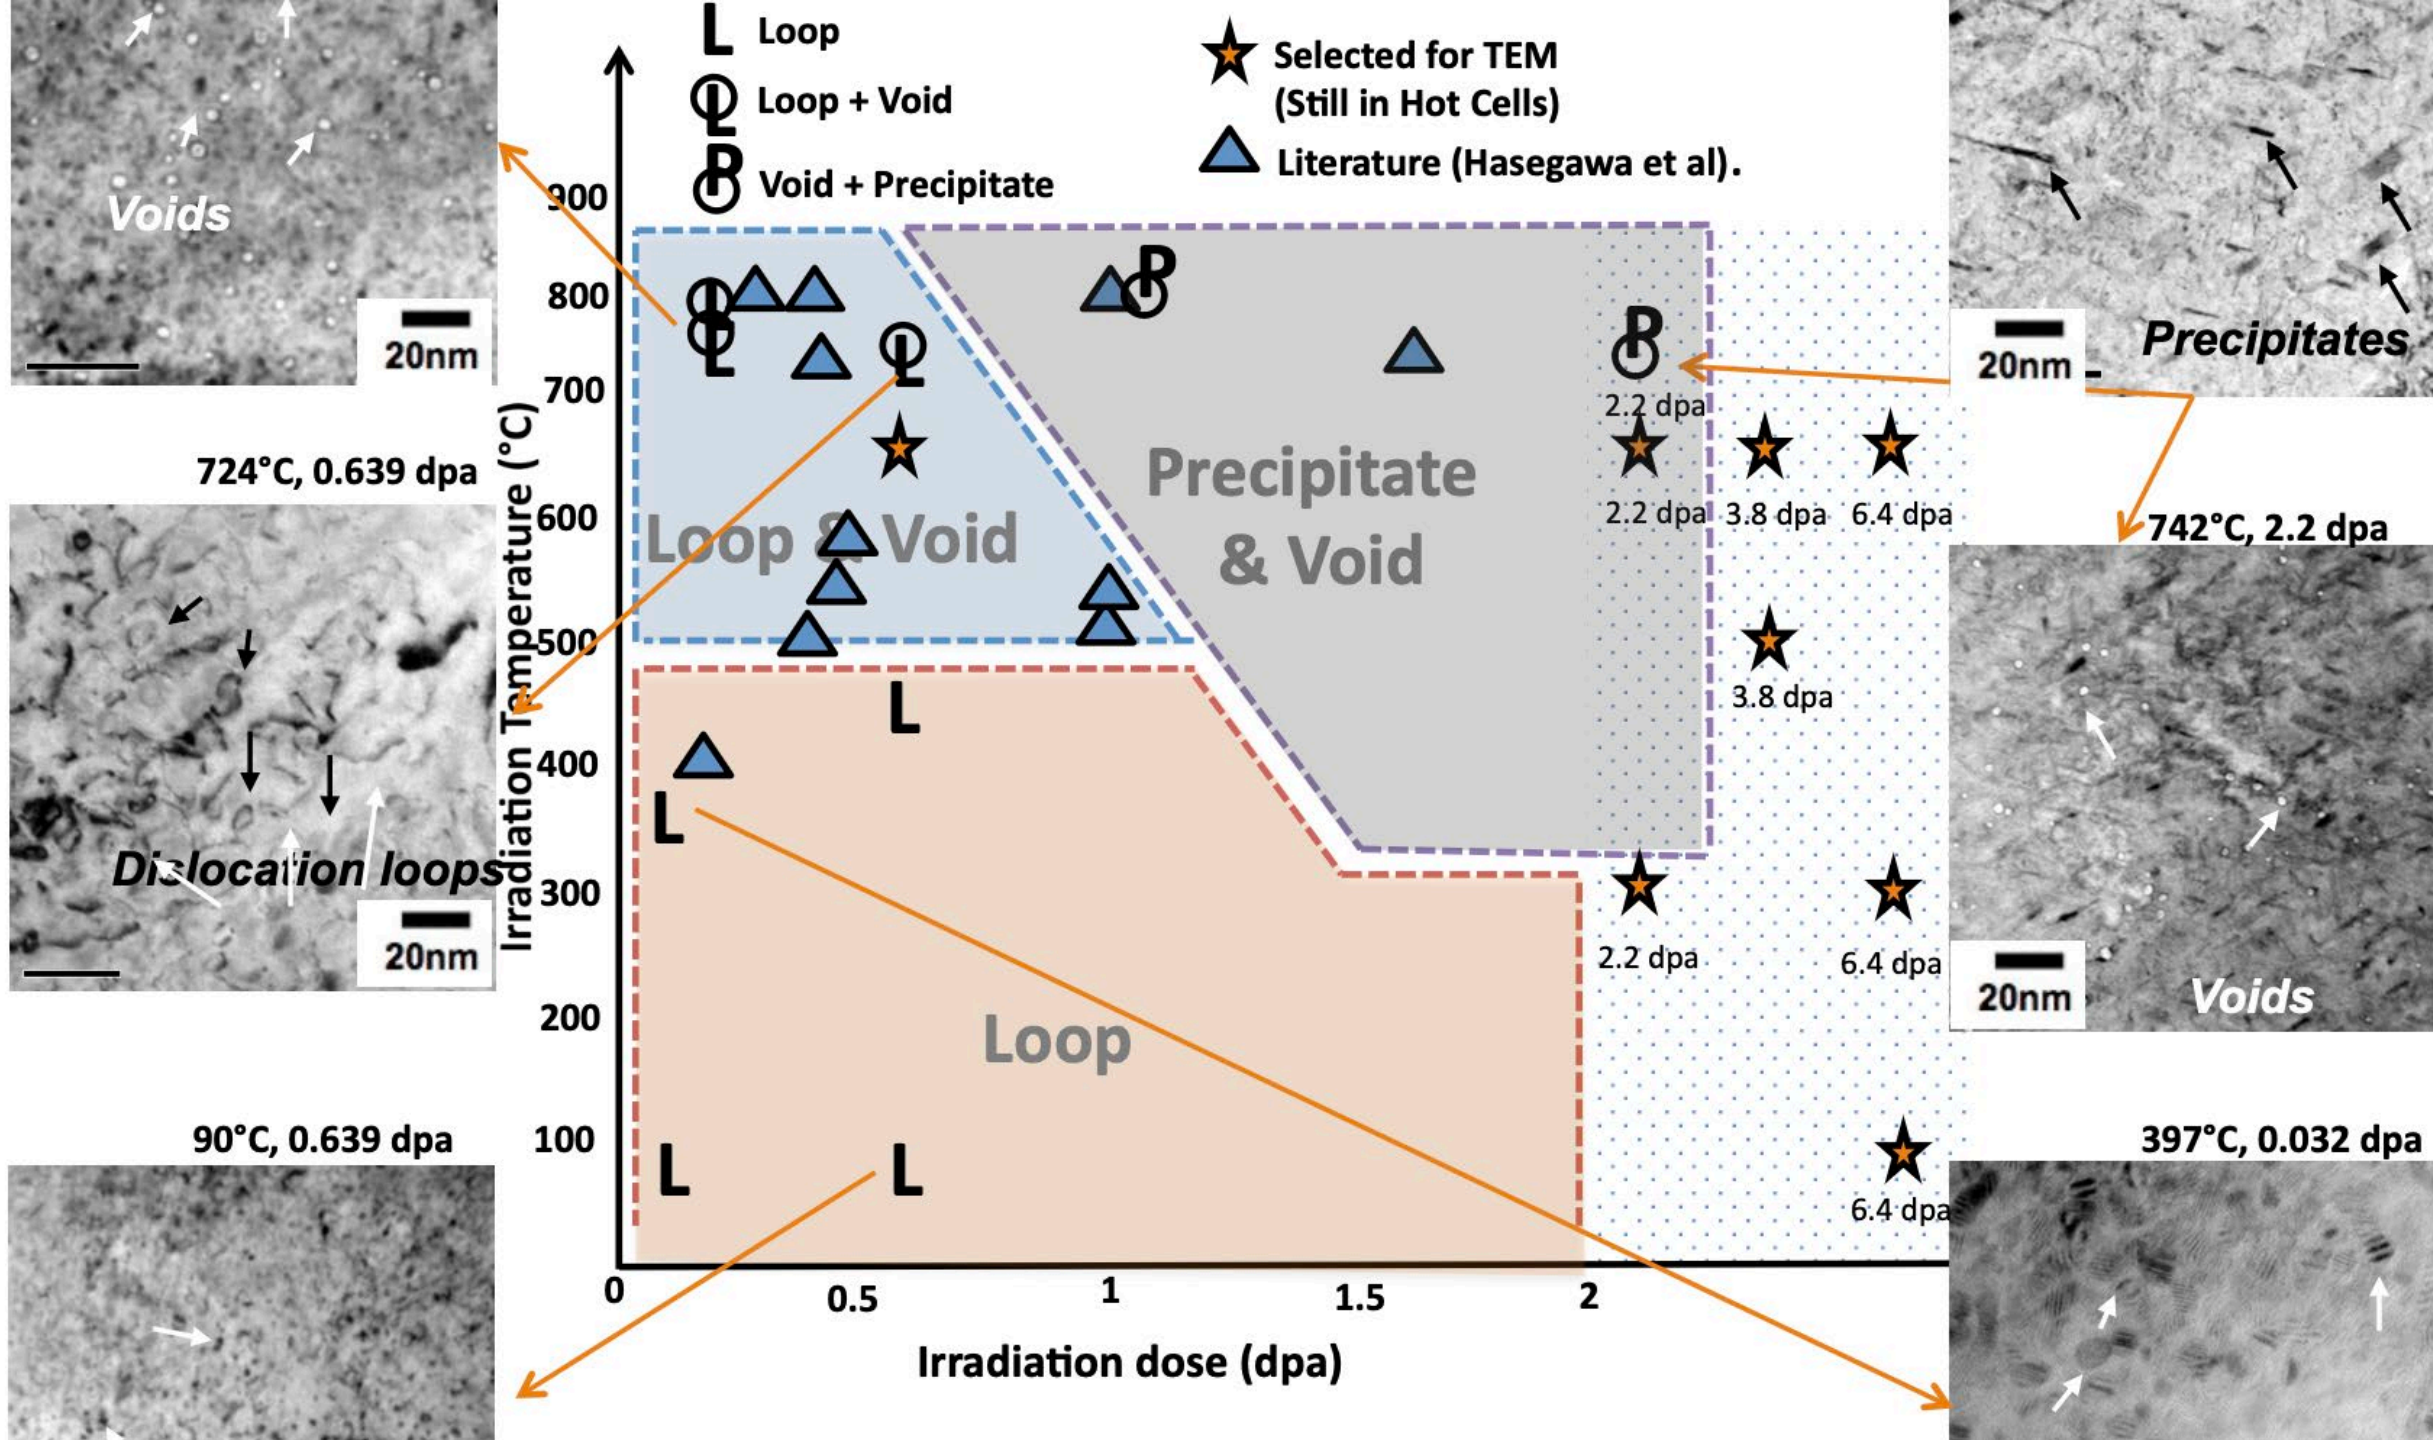 L Loop
L Loop + Void
P Void + Precipitate
Selected for TEM
(Still in Hot Cells)
Literature (Hasegawa et al).
Voids
20nm
Precipitates
20nm
724°C, 0.639 dpa
Dislocation loops
20nm
742°C, 2.2 dpa
Voids
20nm
90°C, 0.639 dpa
397°C, 0.032 dpa
Irradiation Temperature (°C)
900
800
700
600
500
400
300
200
100
L
L
L
P
P
2.2 dpa
2.2 dpa
3.8 dpa
6.4 dpa
Loop & Void
Precipitate
& Void
3.8 dpa
L
L
2.2 dpa
6.4 dpa
Loop
L
L
6.4 dpa
0
0.5
1
1.5
2
Irradiation dose (dpa)